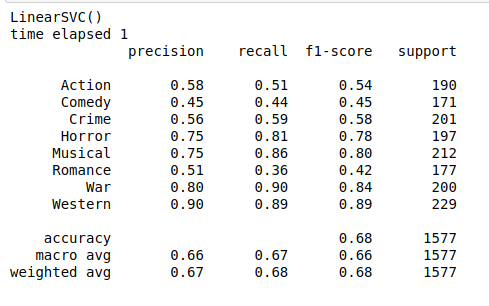 LinearSVC()
time elapsed 1
precision recall f1-score support
Action 0.58 0.51 0.54 190
Comedy 0.45 0.44 0.45 171
Crime 0.56 0.59 0.58 201
Horror 0.75 0.81 0.78 197
Musical 0.75 0.86 0.80 212
Romance 0.51 0.36 0.42 177
War 0.80 0.90 0.84 200
Western 0.90 0.89 0.89 229
accuracy 0.68 1577
macro avg 0.66 0.67 0.66 1577
weighted avg 0.67 0.68 0.68 1577